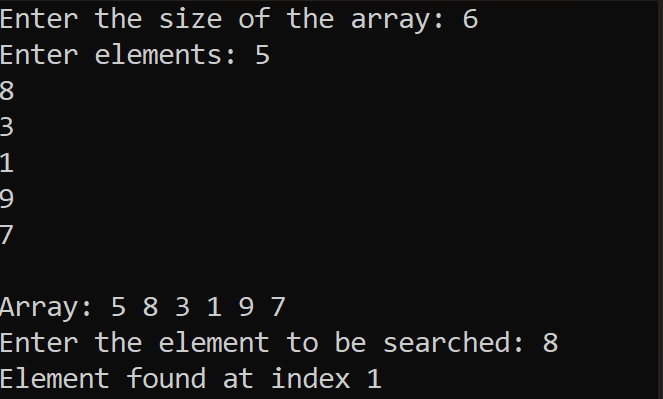 Enter the size of the array: 6
Enter elements: 5
8
3
1
9
7
Array: 5 8 3 1 9 7
Enter the element to be searched: 8
Element found at index 1